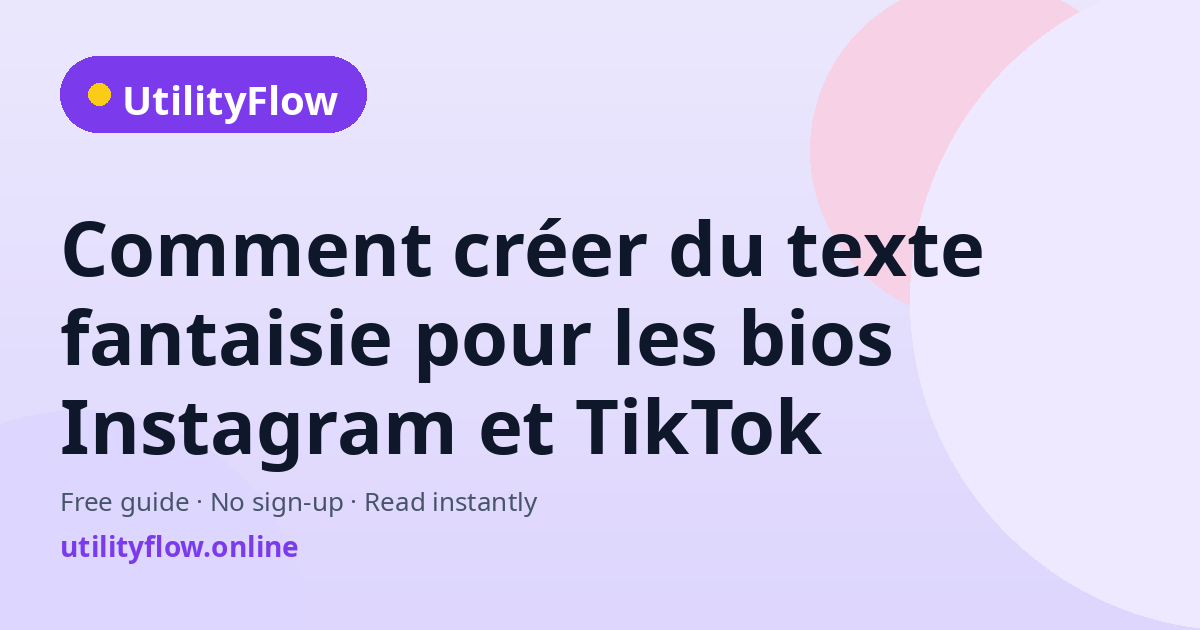 UtilityFlow
Comment créer du texte
fantaisie pour les bios
Instagram et TikTok
Free guide · No sign-up · Read instantly
utilityflow.online